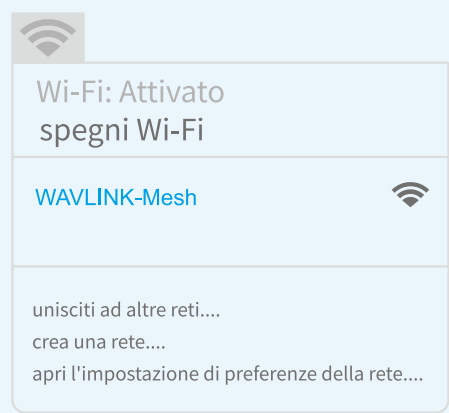 Wi-Fi: Attivato
spegni Wi-Fi
WAVLINK-Mesh
unisciti ad altre reti....
crea una rete....
apri l'impostazione di preferenze della rete....